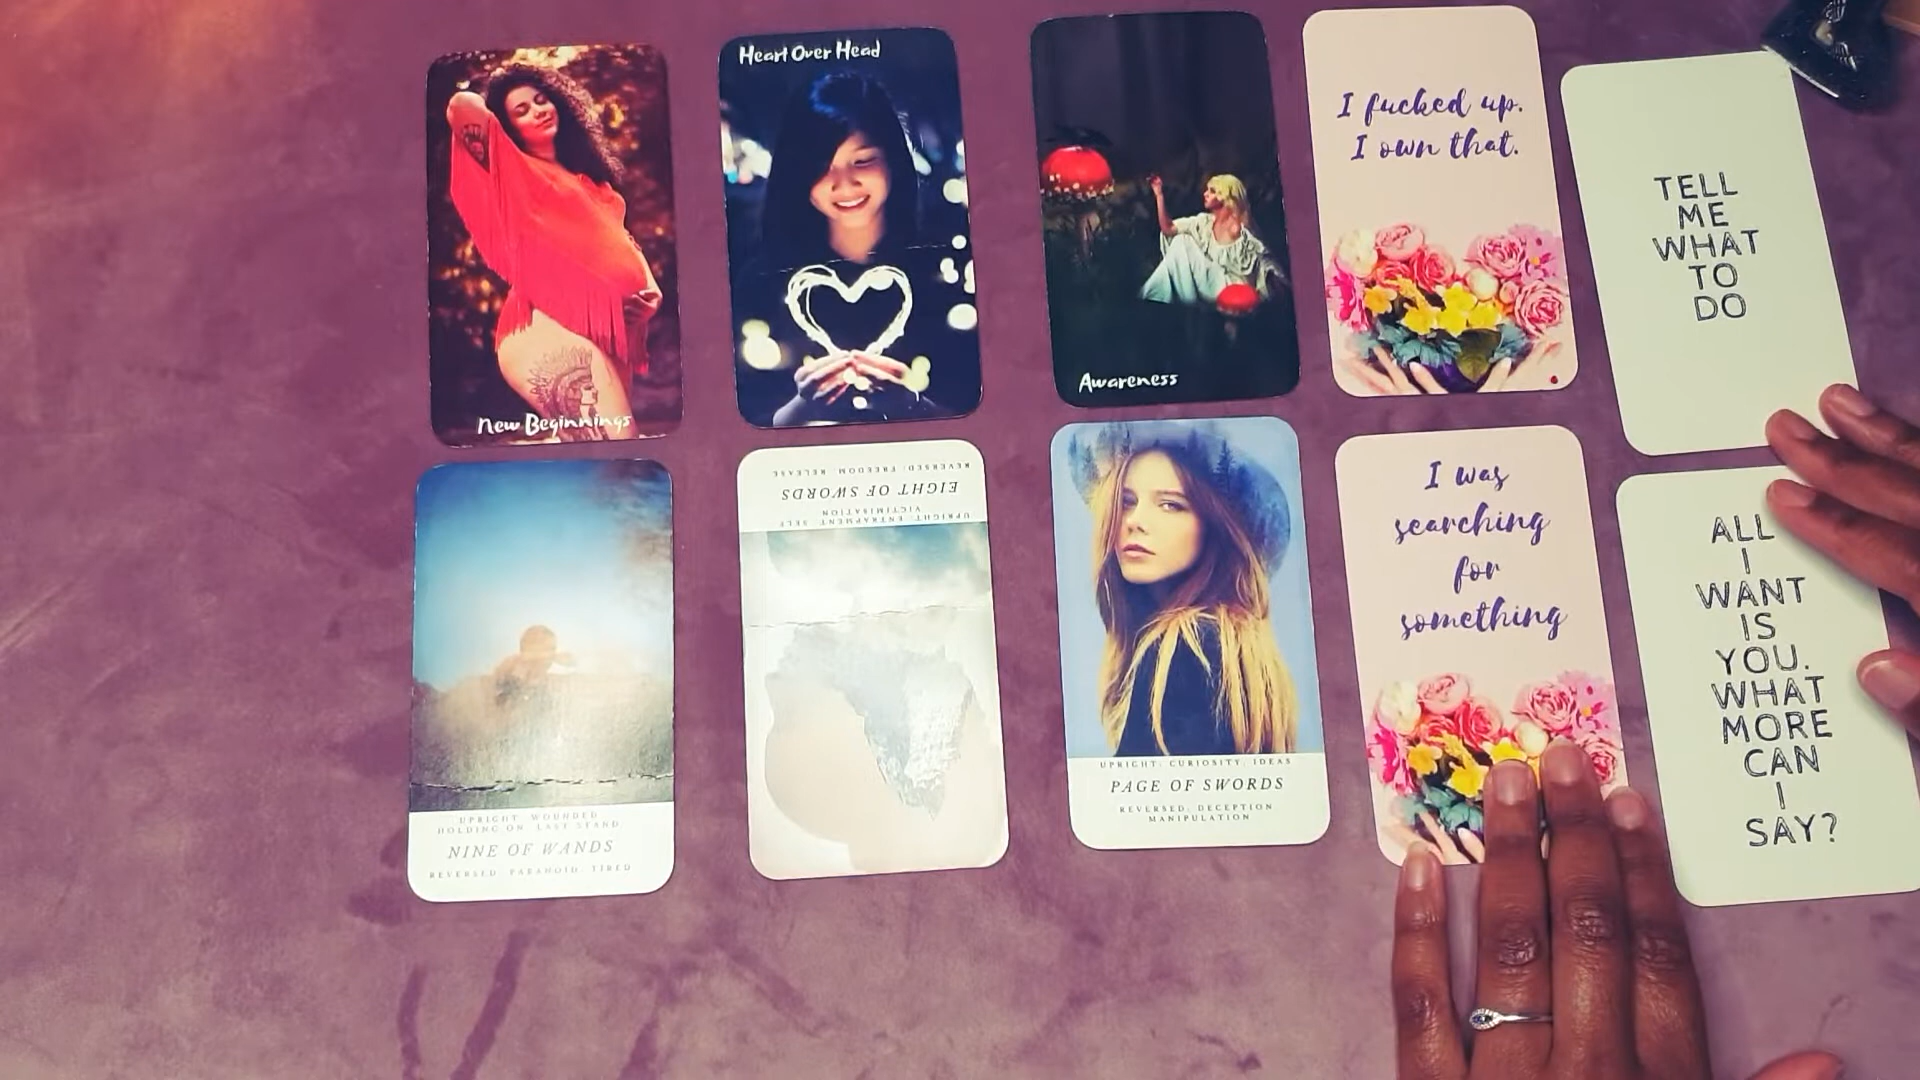 Heart Over Head
New Beginnings
Awareness
I fucked up.
I own that.
TELL
ME
WHAT
TO
DO
UPRIGHT: WOUNDED
HOLDING ON, LAST STAND
NINE OF WANDS
REVERSED: PARANOID, TIRED
REVERSED: FREEDOM, RELEASE
EIGHT OF SWORDS
UPRIGHT: ENTRAPMENT, SELF
VICTIMISATION
UPRIGHT: CURIOSITY, IDEAS
PAGE OF SWORDS
REVERSED: DECEPTION
MANIPULATION
I was
searching
for
something
ALL
I
WANT
IS
YOU.
WHAT
MORE
CAN
I
SAY?